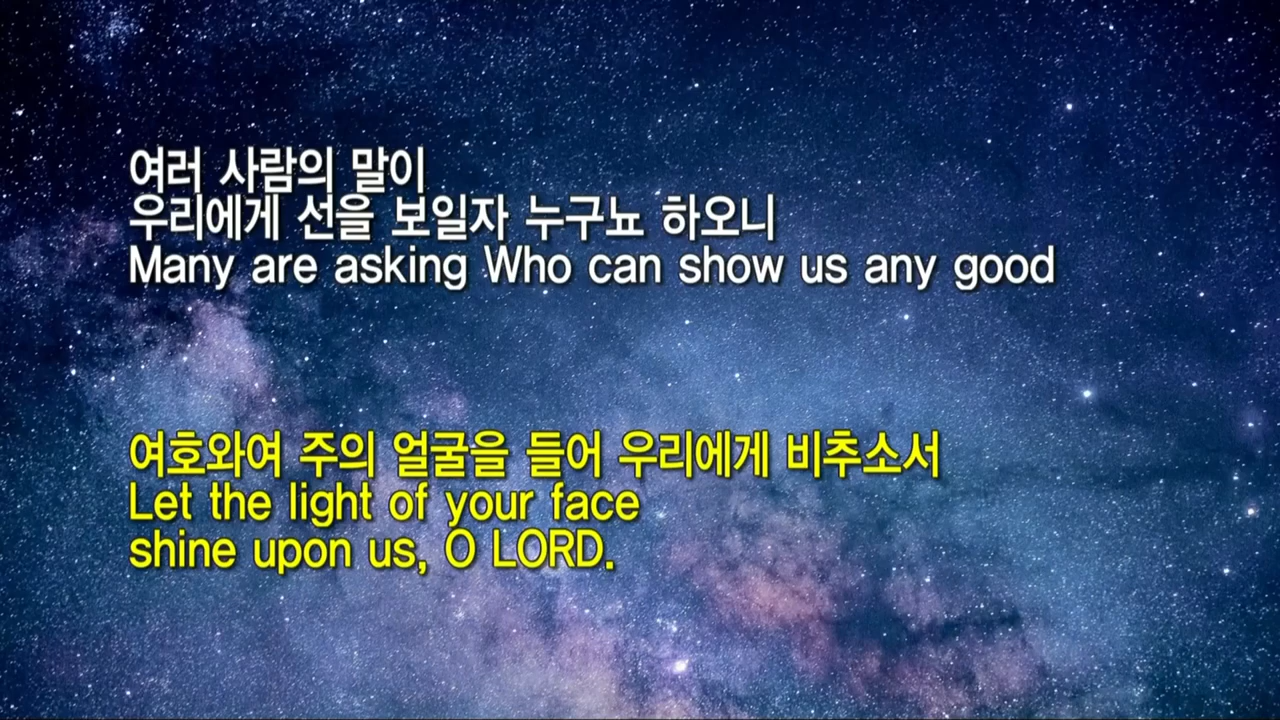 여러 사람의 말이
우리에게 선을 보일자 누구뇨 하오니
Many are asking Who can show us any good
여호와여 주의 얼굴을 들어 우리에게 비추소서
Let the light of your face
shine upon us, O LORD.